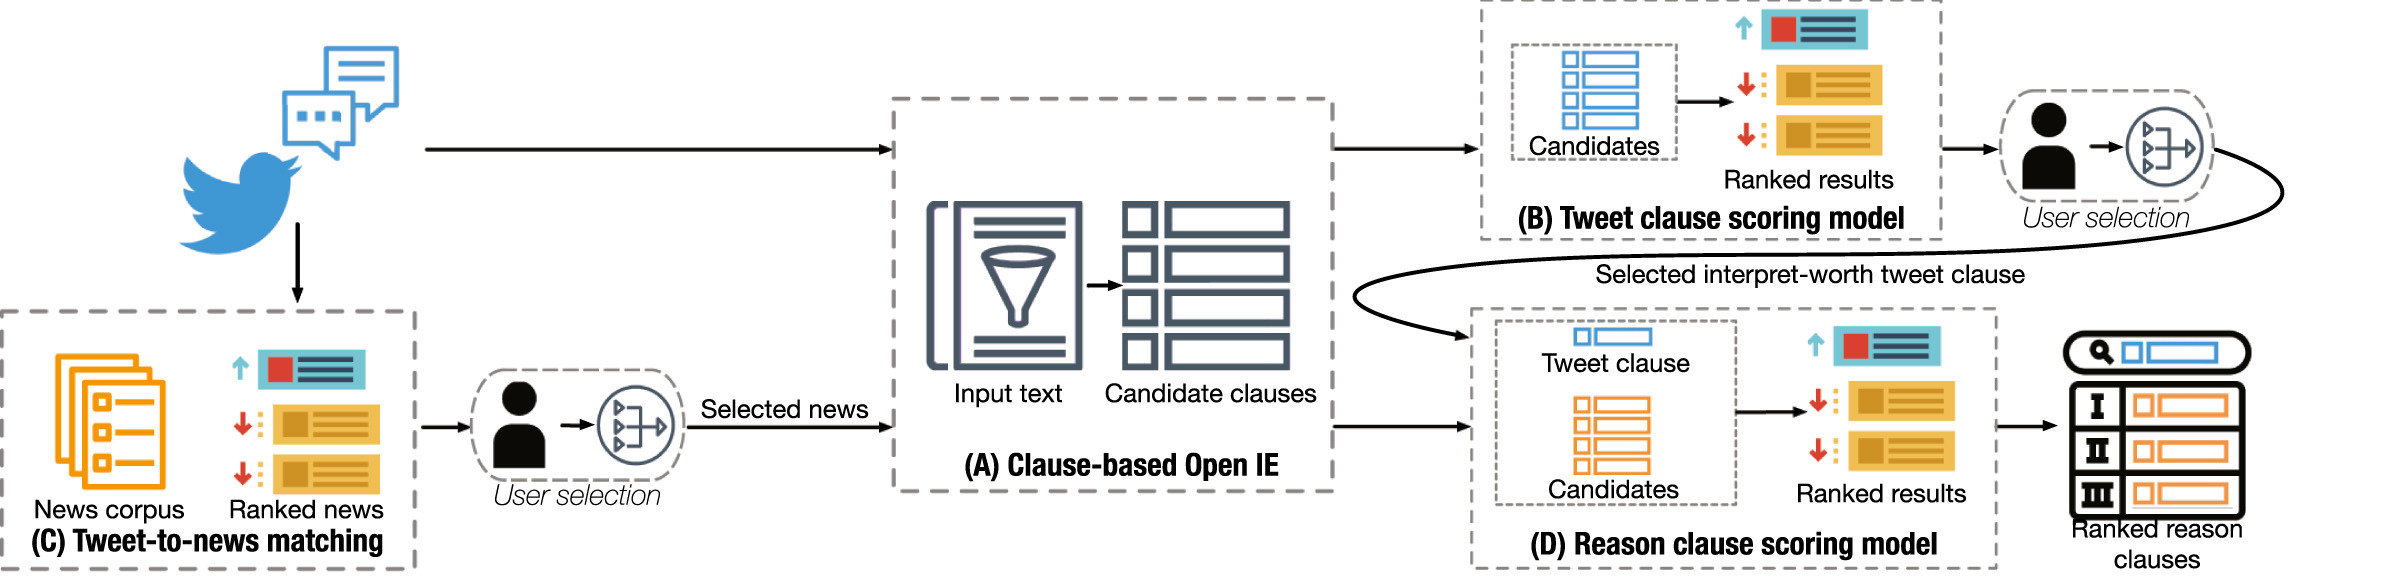 Candidates
Ranked results
(B) Tweet clause scoring model
User selection
Selected interpret-worth tweet clause
Input text
Candidate clauses
(A) Clause-based Open IE
News corpus
Ranked news
(C) Tweet-to-news matching
User selection
Selected news
Tweet clause
Candidates
Ranked results
(D) Reason clause scoring model
I
II
III
Ranked reason
clauses